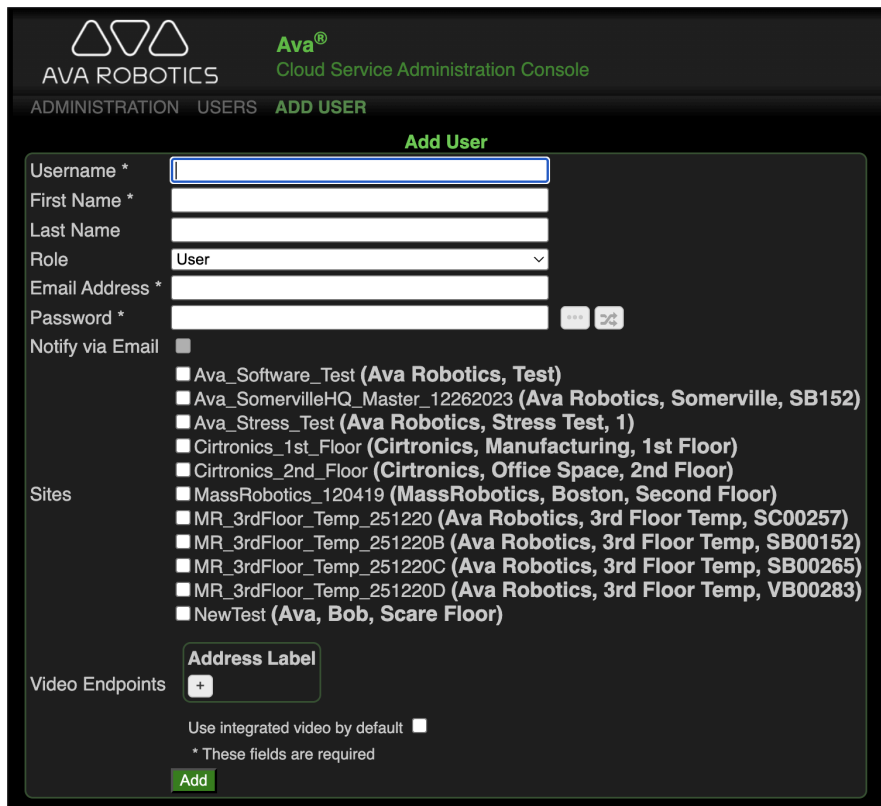 AVA ROBOTICS
Ava®
Cloud Service Administration Console
ADMINISTRATION USERS ADD USER
Add User
Username *
First Name *
Last Name
Role User
Email Address *
Password *
Notify via Email
Sites
Ava_Software_Test (Ava Robotics, Test)
Ava_SomervilleHQ_Master_12262023 (Ava Robotics, Somerville, SB152)
Ava_Stress_Test (Ava Robotics, Stress Test, 1)
Cirtronics_1st_Floor (Cirtronics, Manufacturing, 1st Floor)
Cirtronics_2nd_Floor (Cirtronics, Office Space, 2nd Floor)
MassRobotics_120419 (MassRobotics, Boston, Second Floor)
MR_3rdFloor_Temp_251220 (Ava Robotics, 3rd Floor Temp, SC00257)
MR_3rdFloor_Temp_251220B (Ava Robotics, 3rd Floor Temp, SB00152)
MR_3rdFloor_Temp_251220C (Ava Robotics, 3rd Floor Temp, SB00265)
MR_3rdFloor_Temp_251220D (Ava Robotics, 3rd Floor Temp, VB00283)
NewTest (Ava, Bob, Scare Floor)
Video Endpoints
Address Label
+
Use integrated video by default
* These fields are required
Add